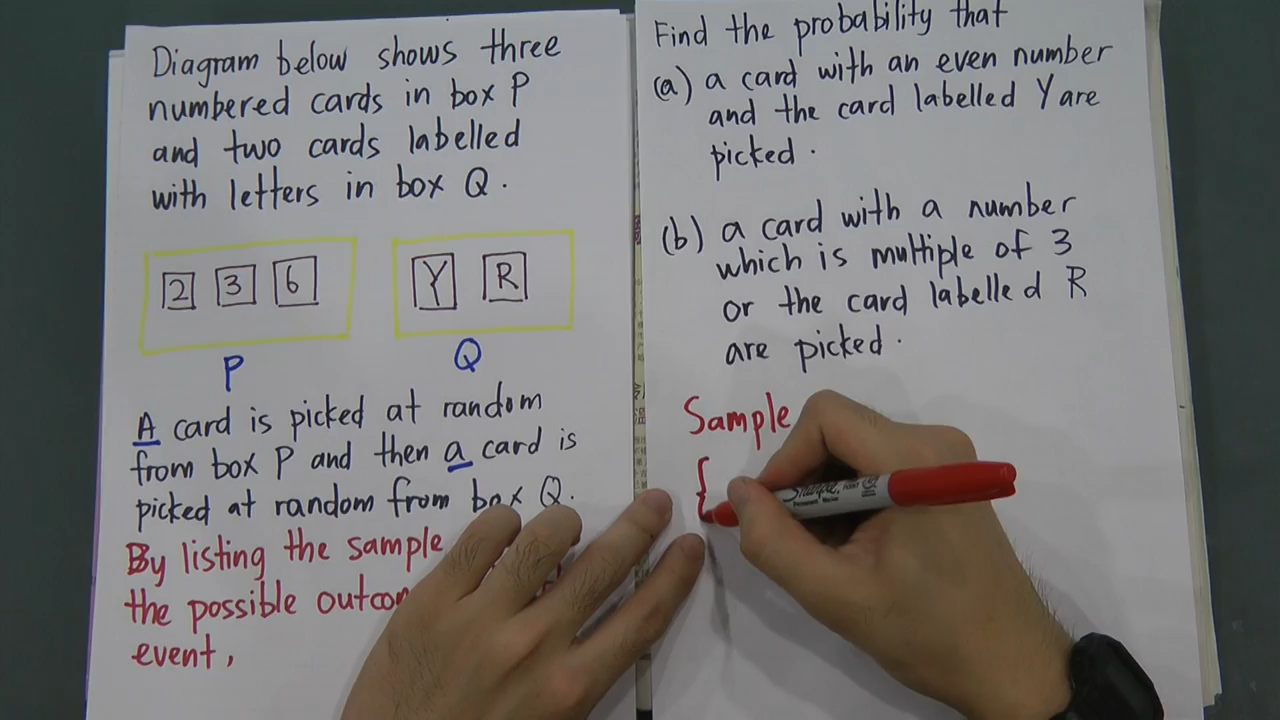 Diagram below shows three
numbered cards in box P
and two cards labelled
with letters in box Q.
2 3 6 Y R
P Q
A card is picked at random
from box P and then a card is
picked at random from box Q.
By listing the sample
the possible outcom
event,
Find the probability that
(a) a card with an even number
and the card labelled Y are
picked.
(b) a card with a number
which is multiple of 3
or the card labelled R
are picked.
Sample
{
Sharpie